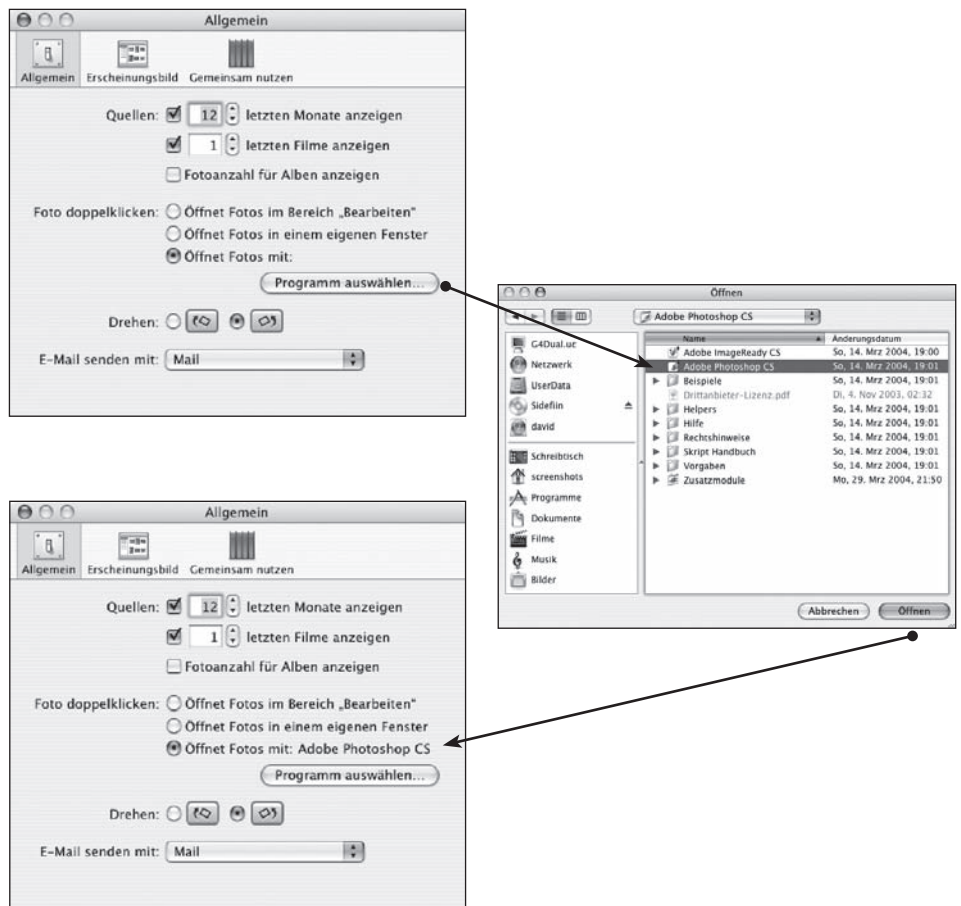 Allgemein
Allgemein Erscheinungsbild Gemeinsam nutzen
Quellen: 12 letzten Monate anzeigen
1 letzten Filme anzeigen
Fotoanzahl für Alben anzeigen
Foto doppelklicken: Öffnet Fotos im Bereich „Bearbeiten“
Öffnet Fotos in einem eigenen Fenster
Öffnet Fotos mit:
Programm auswählen...
Drehen:
E-Mail senden mit: Mail
Öffnen
Adobe Photoshop CS
G4Dual.uc
Netzwerk
UserData
Sidefiin
david
Schreibtisch
screenshots
Programme
Dokumente
Filme
Musik
Bilder
Name Änderungsdatum
Adobe ImageReady CS So, 14. Mrz 2004, 19:00
Adobe Photoshop CS So, 14. Mrz 2004, 19:01
Beispiele So, 14. Mrz 2004, 19:01
Drittanbieter-Lizenz.pdf Di, 4. Nov 2003, 02:32
Helpers So, 14. Mrz 2004, 19:01
Hilfe So, 14. Mrz 2004, 19:01
Rechtshinweise So, 14. Mrz 2004, 19:01
Skript Handbuch So, 14. Mrz 2004, 19:01
Vorgaben So, 14. Mrz 2004, 19:01
Zusatzmodule Mo, 29. Mrz 2004, 21:50
Abbrechen Öffnen
Allgemein
Allgemein Erscheinungsbild Gemeinsam nutzen
Quellen: 12 letzten Monate anzeigen
1 letzten Filme anzeigen
Fotoanzahl für Alben anzeigen
Foto doppelklicken: Öffnet Fotos im Bereich „Bearbeiten“
Öffnet Fotos in einem eigenen Fenster
Öffnet Fotos mit: Adobe Photoshop CS
Programm auswählen...
Drehen:
E-Mail senden mit: Mail